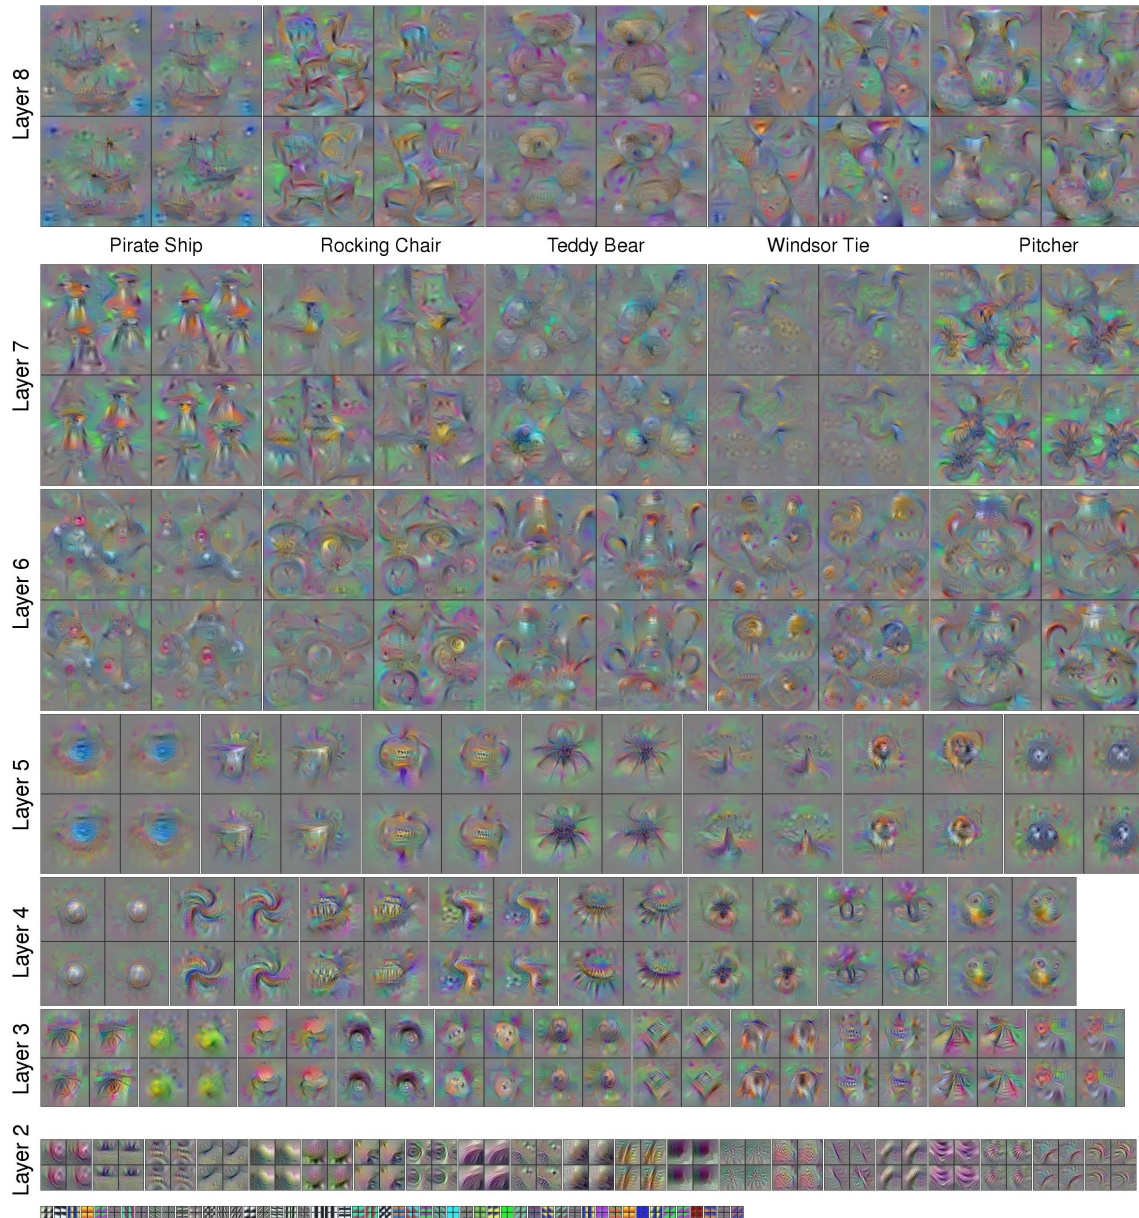 Layer 8
Pirate Ship
Rocking Chair
Teddy Bear
Windsor Tie
Pitcher
Layer 7
Layer 6
Layer 5
Layer 4
Layer 3
Layer 2